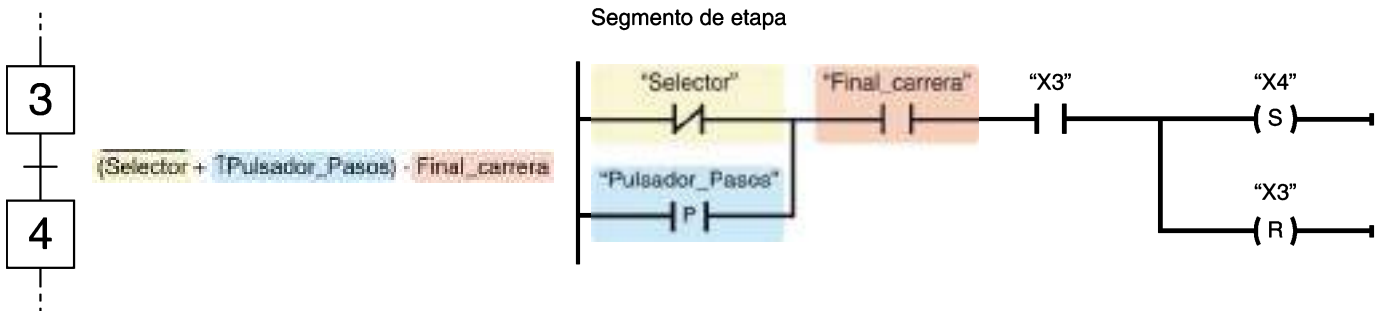 Segmento de etapa
3
(Selector + ↑Pulsador_Pasos) · Final_carrera
4
"Selector"
"Final_carrera"
"X3"
"X4"
S
"Pulsador_Pasos"
P
"X3"
R